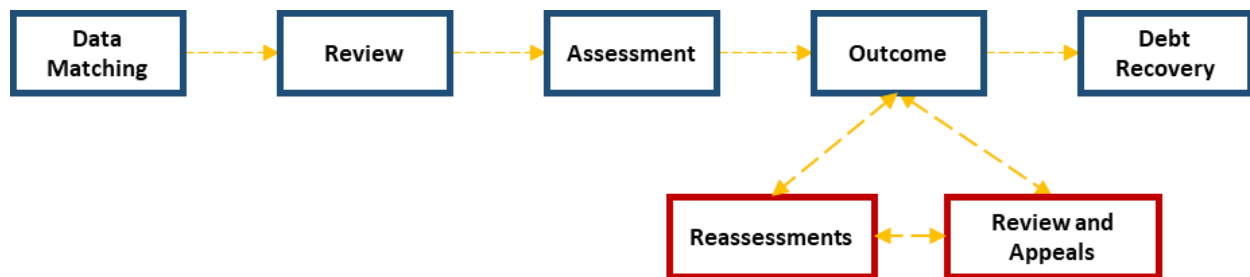 Data
Matching
Review
Assessment
Outcome
Debt
Recovery
Reassessments
Review and
Appeals